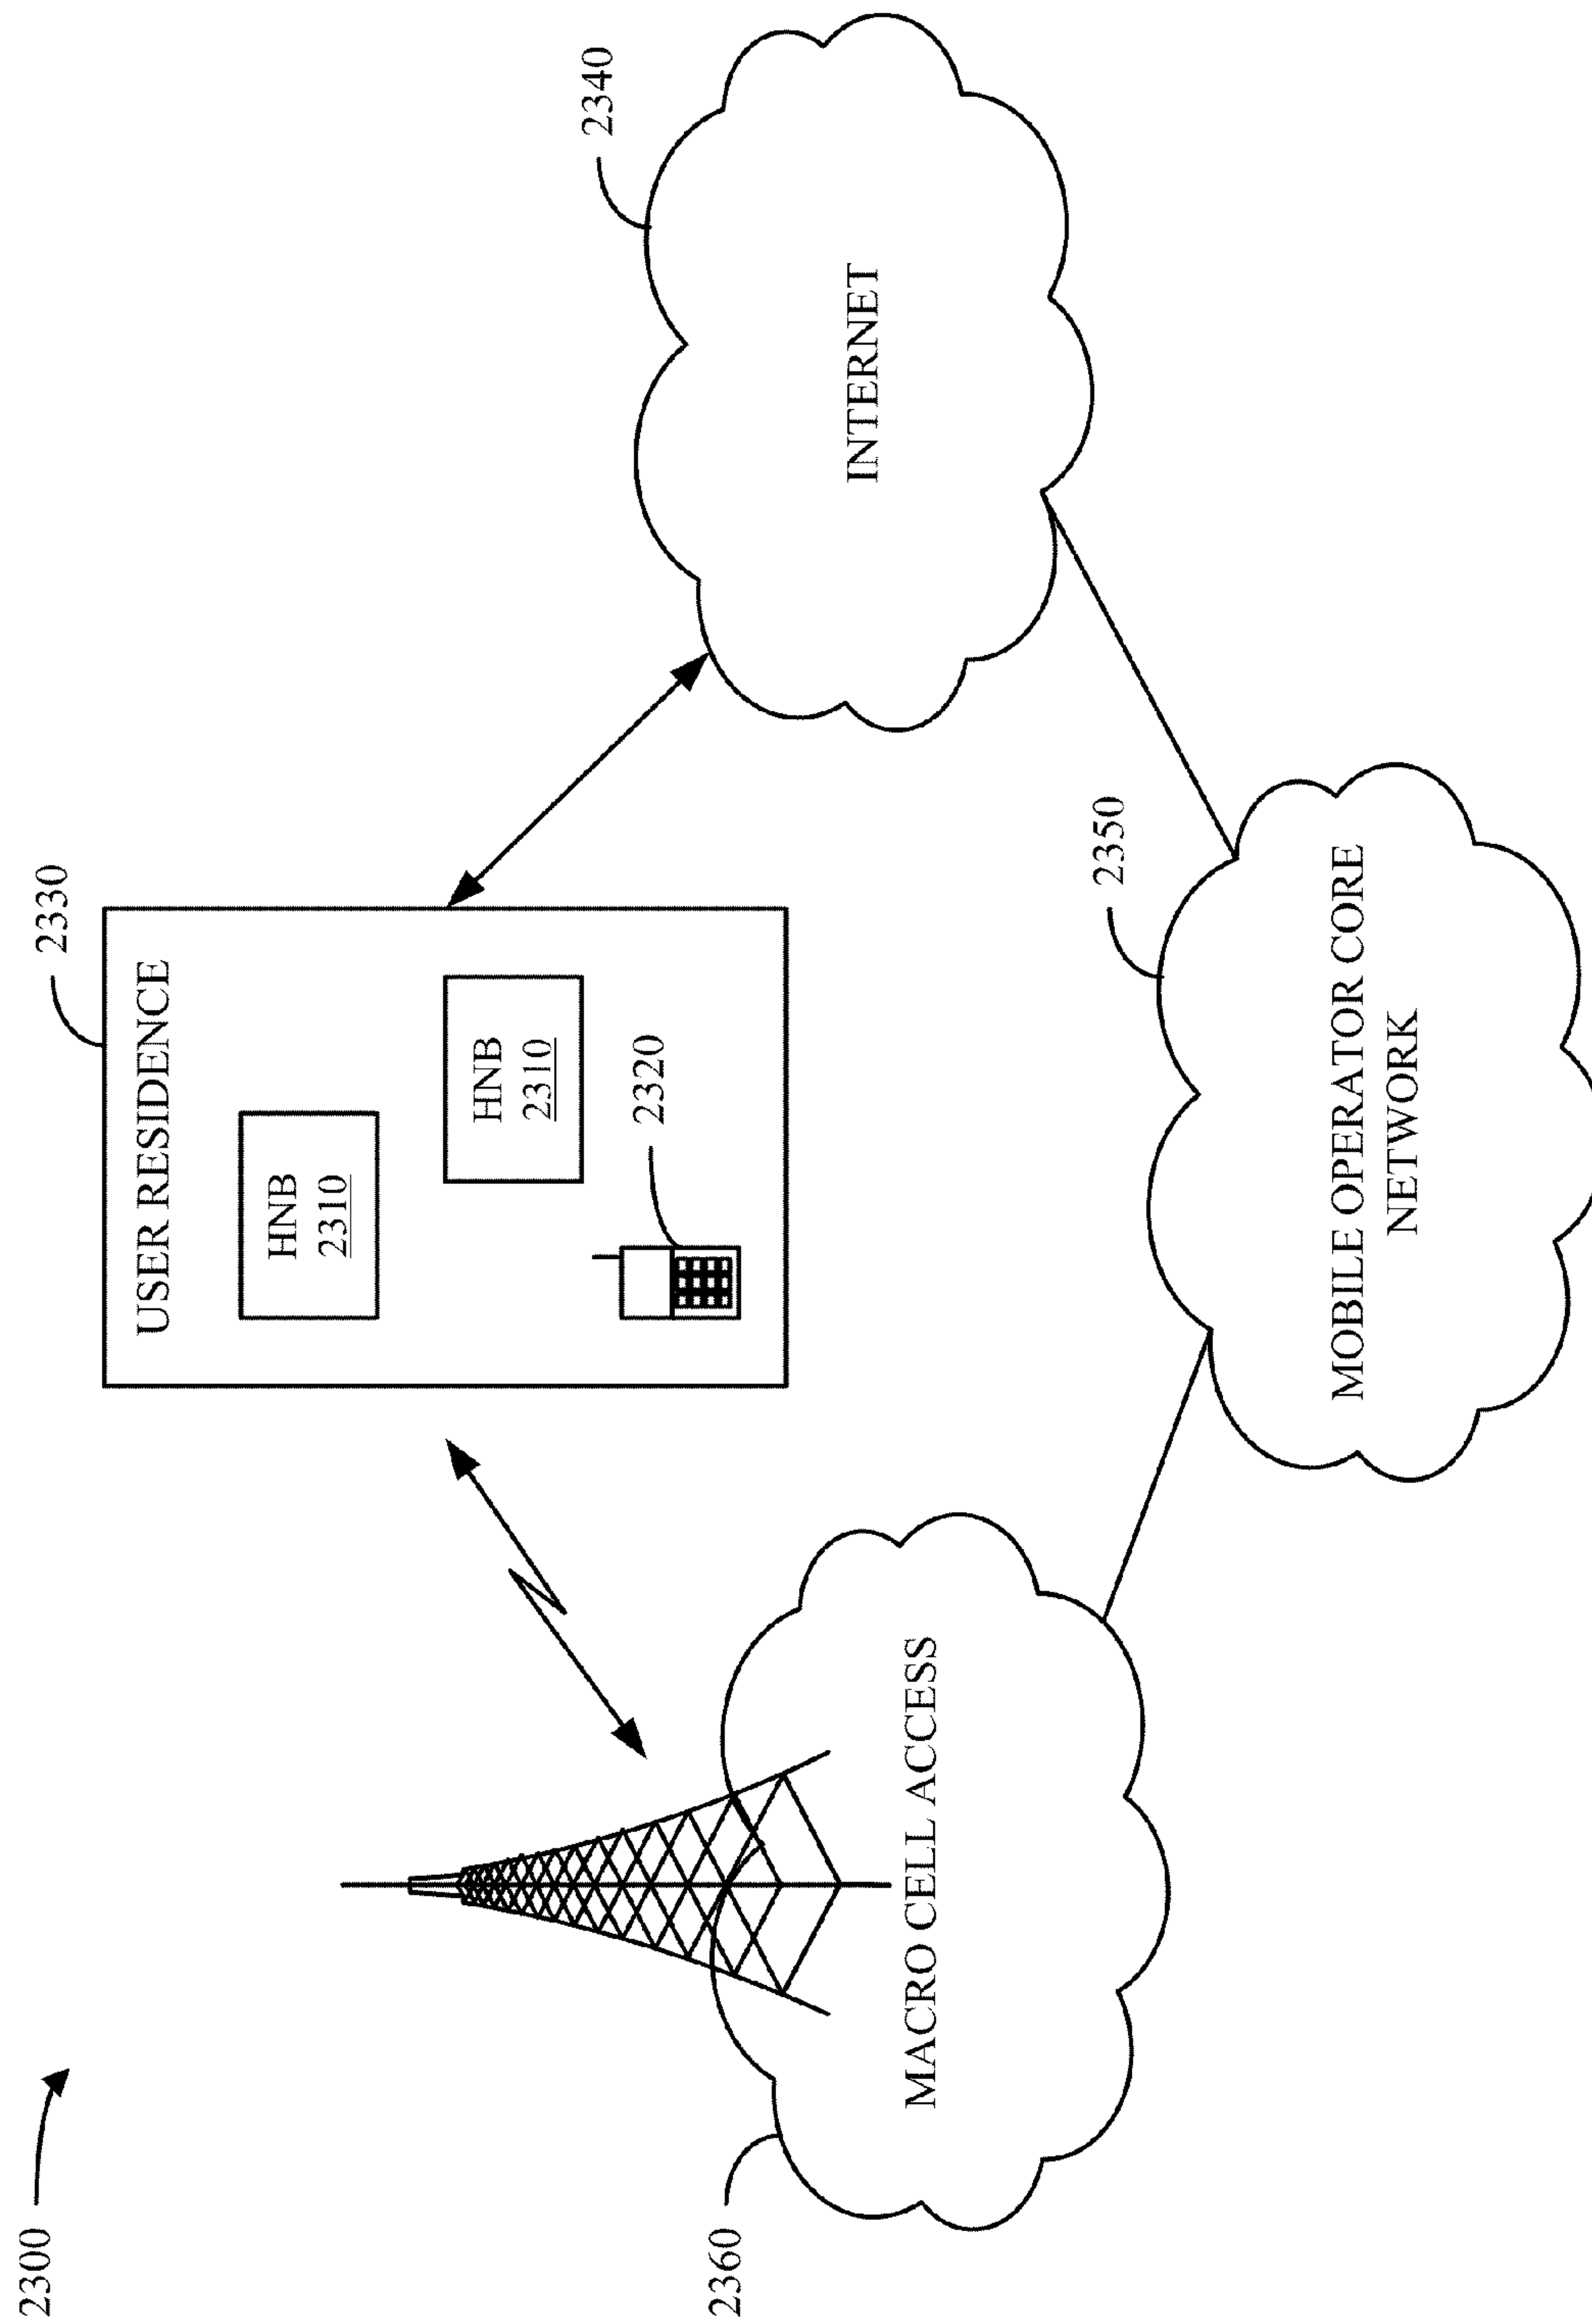 2300
2330
USER RESIDENCE
HNB
2310
HNB
2310
2320
2340
INTERNET
2360
MACRO CELL ACCESS
2350
MOBILE OPERATOR CORE
NETWORK